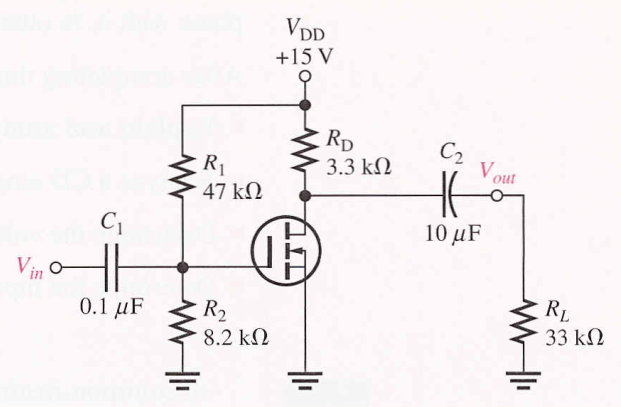 V_DD
+15 V
R_D
3.3 kΩ
R_1
47 kΩ
C_2
V_out
10 μF
C_1
V_in
0.1 μF
R_2
8.2 kΩ
R_L
33 kΩ